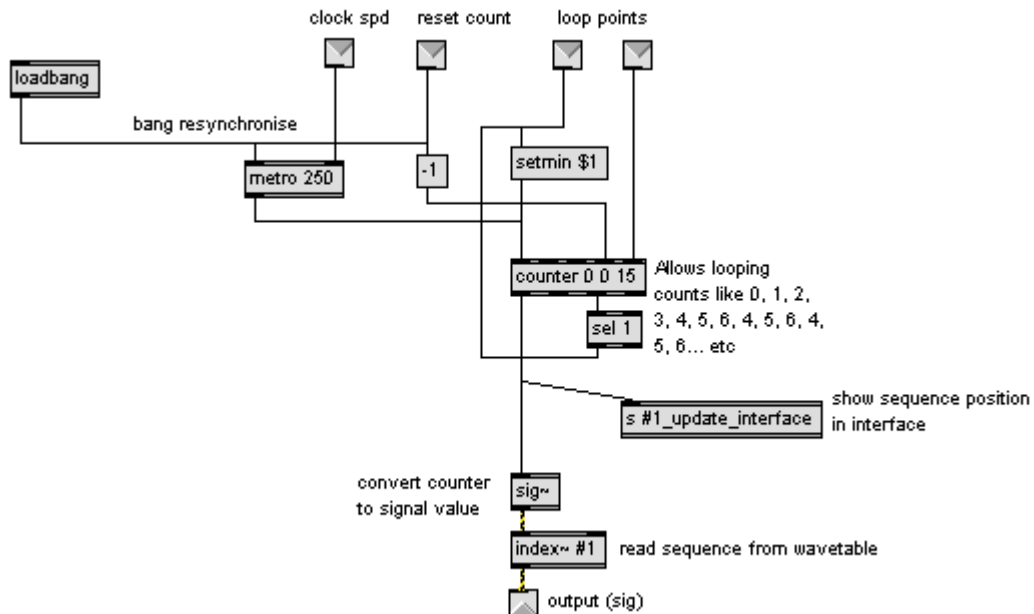 clock spd
reset count
loop points
loadbang
bang resynchronise
metro 250
-1
setmin $1
counter 0 0 15
Allows looping
counts like 0, 1, 2,
3, 4, 5, 6, 4, 5, 6, 4,
5, 6... etc
sel 1
s #1_update_interface
show sequence position
in interface
convert counter
to signal value
sig~
index~ #1
read sequence from wavetable
output (sig)